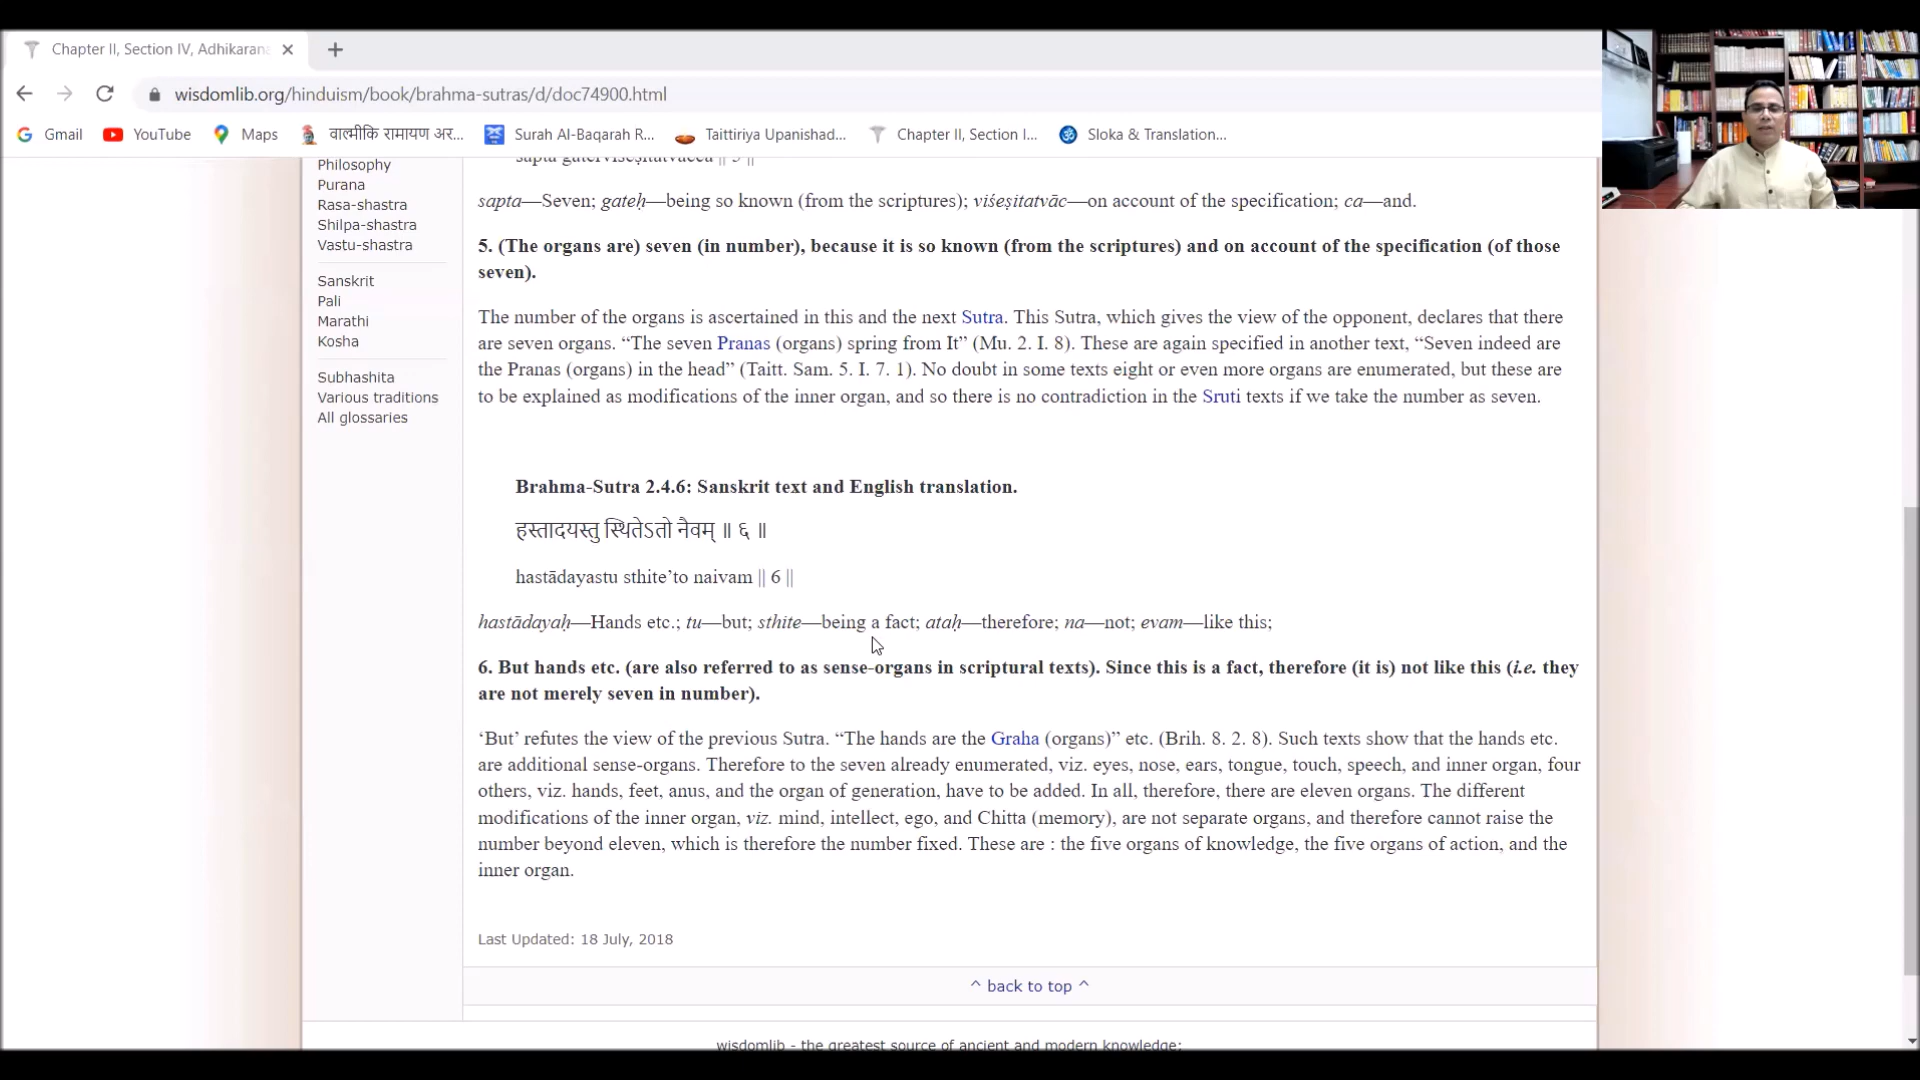 Chapter II, Section IV, Adhikarana
wisdomlib.org/hinduism/book/brahma-sutras/d/doc74900.html
Gmail YouTube Maps वाल्मीकि रामायण अर... Surah Al-Baqarah R... Taittiriya Upanishad... Chapter II, Section I... Sloka & Translation...
Philosophy
Purana
Rasa-shastra
Shilpa-shastra
Vastu-shastra
Sanskrit
Pali
Marathi
Kosha
Subhashita
Various traditions
All glossaries
sapta gaterviśeṣitatvācca || 5 ||
sapta—Seven; gateḥ—being so known (from the scriptures); viśeṣitatvāc—on account of the specification; ca—and.
5. (The organs are) seven (in number), because it is so known (from the scriptures) and on account of the specification (of those
seven).
The number of the organs is ascertained in this and the next Sutra. This Sutra, which gives the view of the opponent, declares that there
are seven organs. “The seven Pranas (organs) spring from It” (Mu. 2. I. 8). These are again specified in another text, “Seven indeed are
the Pranas (organs) in the head” (Taitt. Sam. 5. I. 7. 1). No doubt in some texts eight or even more organs are enumerated, but these are
to be explained as modifications of the inner organ, and so there is no contradiction in the Sruti texts if we take the number as seven.
Brahma-Sutra 2.4.6: Sanskrit text and English translation.
हस्तादयस्तु स्थितेऽतो नैवम् ॥ ६ ॥
hastādayastu sthite’to naivam || 6 ||
hastādayaḥ—Hands etc.; tu—but; sthite—being a fact; ataḥ—therefore; na—not; evam—like this;
6. But hands etc. (are also referred to as sense-organs in scriptural texts). Since this is a fact, therefore (it is) not like this (i.e. they
are not merely seven in number).
‘But’ refutes the view of the previous Sutra. “The hands are the Graha (organs)” etc. (Brih. 8. 2. 8). Such texts show that the hands etc.
are additional sense-organs. Therefore to the seven already enumerated, viz. eyes, nose, ears, tongue, touch, speech, and inner organ, four
others, viz. hands, feet, anus, and the organ of generation, have to be added. In all, therefore, there are eleven organs. The different
modifications of the inner organ, viz. mind, intellect, ego, and Chitta (memory), are not separate organs, and therefore cannot raise the
number beyond eleven, which is therefore the number fixed. These are : the five organs of knowledge, the five organs of action, and the
inner organ.
Last Updated: 18 July, 2018
^ back to top ^
wisdomlib - the greatest source of ancient and modern knowledge;